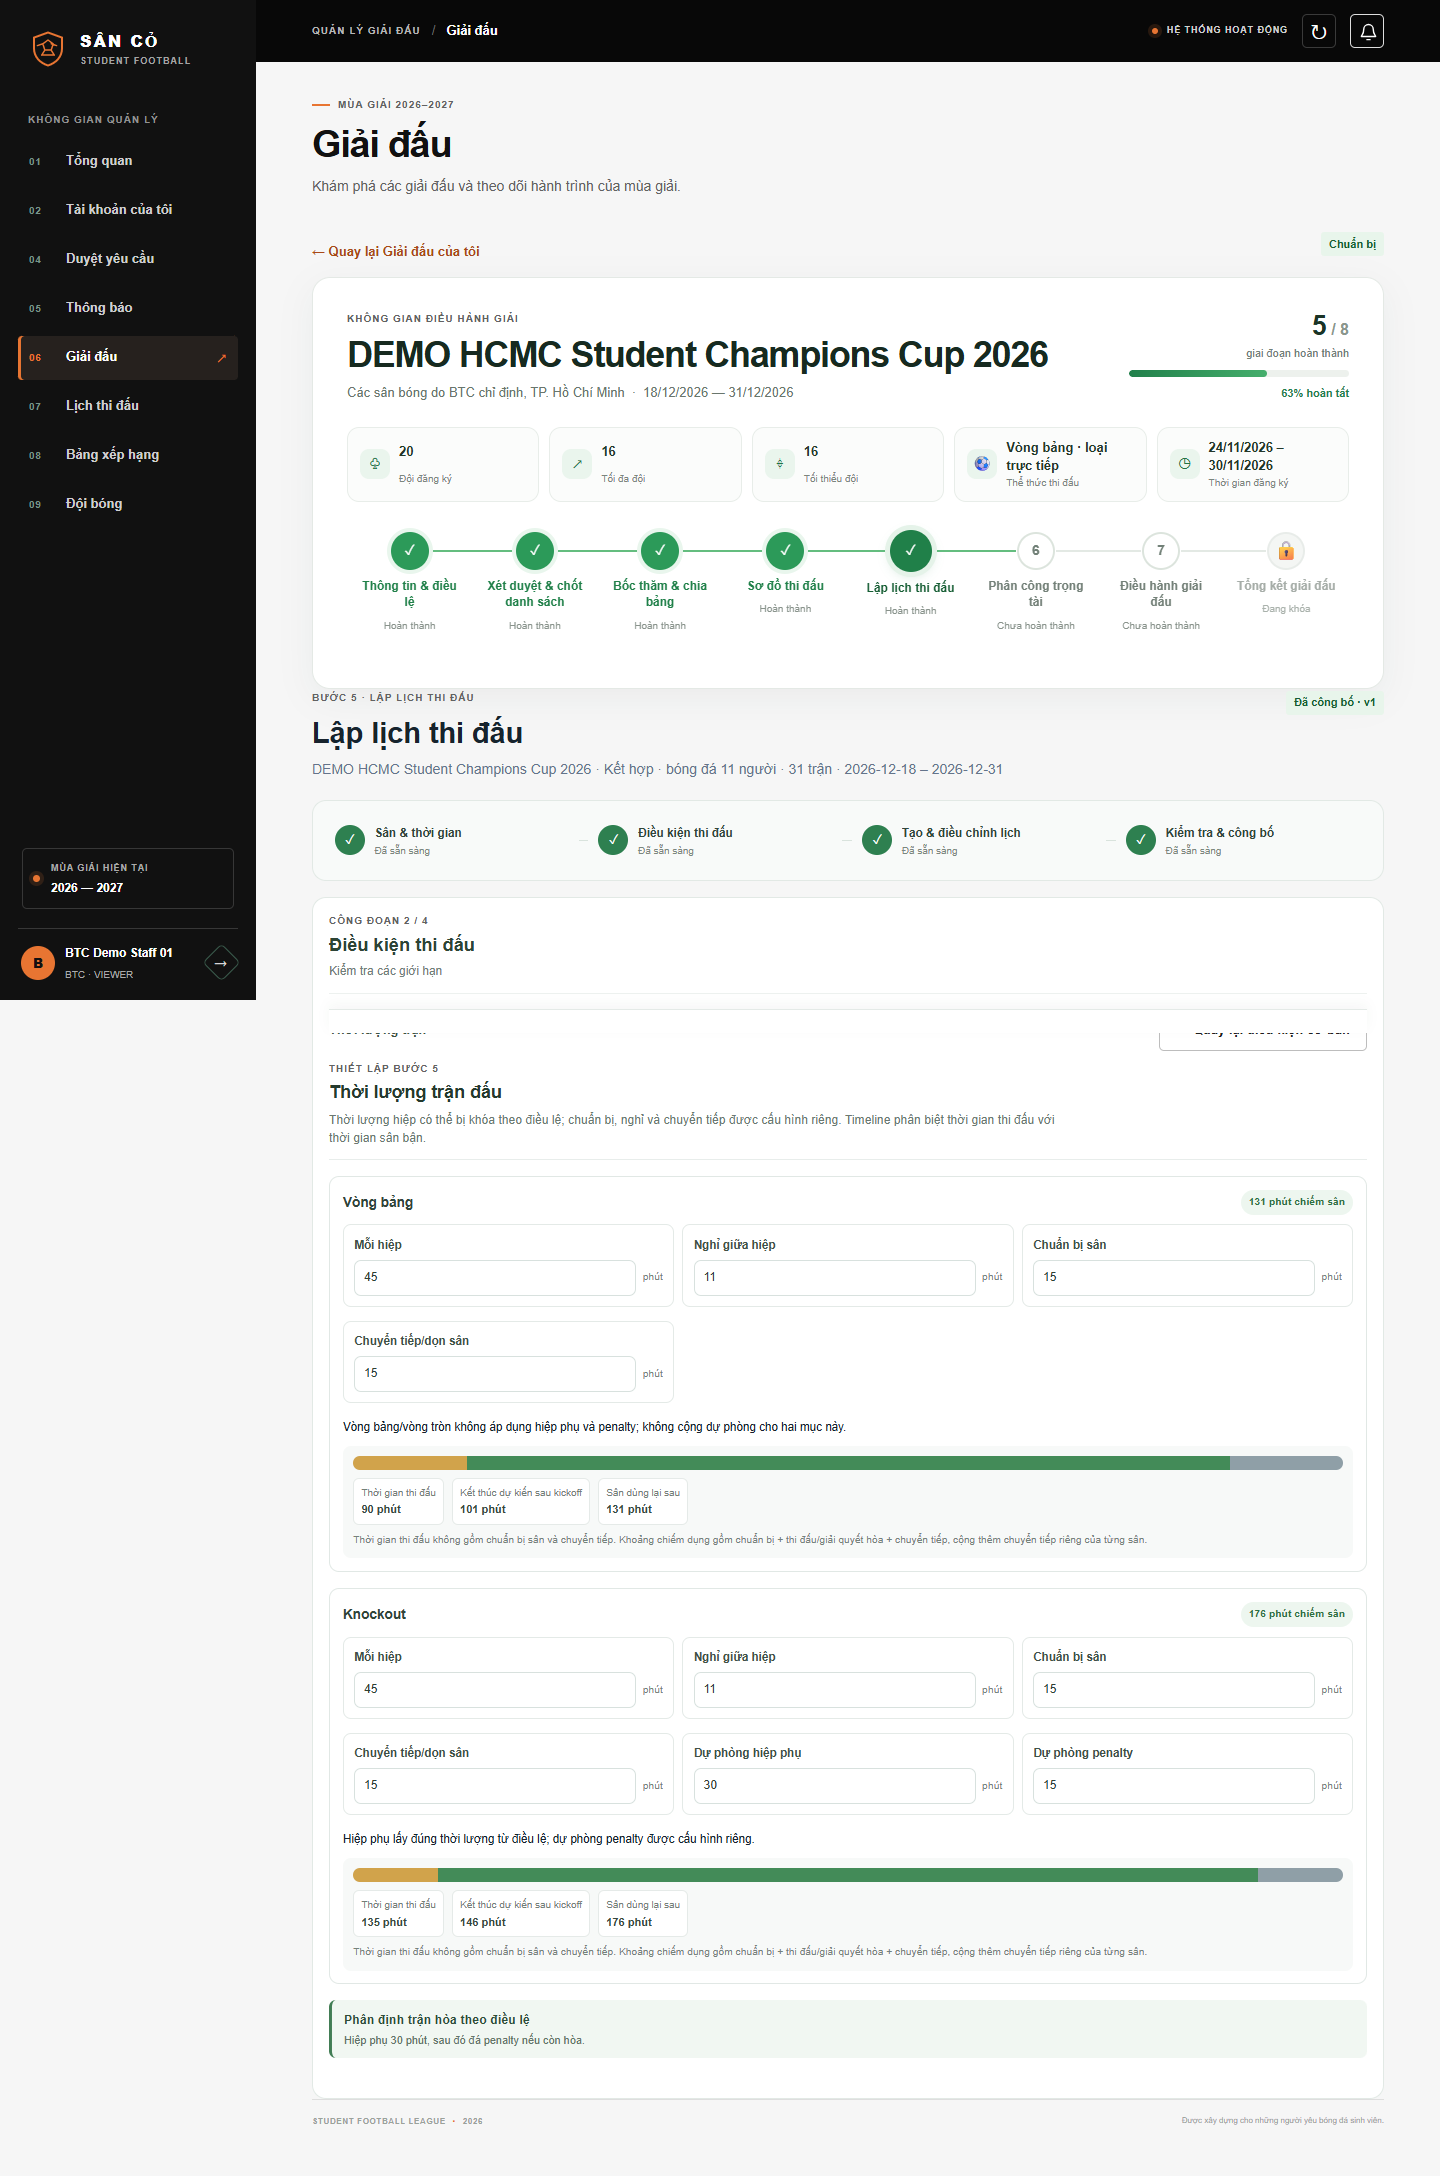 SÂN CỎ
STUDENT FOOTBALL
KHÔNG GIAN QUẢN LÝ
01 Tổng quan
02 Tài khoản của tôi
04 Duyệt yêu cầu
05 Thông báo
06 Giải đấu ↗
07 Lịch thi đấu
08 Bảng xếp hạng
09 Đội bóng
MÙA GIẢI HIỆN TẠI
2026 — 2027
B
BTC Demo Staff 01
BTC · VIEWER
→
QUẢN LÝ GIẢI ĐẤU / Giải đấu
HỆ THỐNG HOẠT ĐỘNG
MÙA GIẢI 2026–2027
Giải đấu
Khám phá các giải đấu và theo dõi hành trình của mùa giải.
← Quay lại Giải đấu của tôi
Chuẩn bị
KHÔNG GIAN ĐIỀU HÀNH GIẢI
DEMO HCMC Student Champions Cup 2026
Các sân bóng do BTC chỉ định, TP. Hồ Chí Minh · 18/12/2026 — 31/12/2026
5 / 8
giai đoạn hoàn thành
63% hoàn tất
20
Đội đăng ký
16
Tối đa đội
16
Tối thiểu đội
Vòng bảng · loại trực tiếp
Thể thức thi đấu
24/11/2026 – 30/11/2026
Thời gian đăng ký
✓ Thông tin & điều lệ
Hoàn thành
✓ Xét duyệt & chốt danh sách
Hoàn thành
✓ Bốc thăm & chia bảng
Hoàn thành
✓ Sơ đồ thi đấu
Hoàn thành
✓ Lập lịch thi đấu
Hoàn thành
6 Phân công trọng tài
Chưa hoàn thành
7 Điều hành giải đấu
Chưa hoàn thành
Tổng kết giải đấu
Đang khóa
BƯỚC 5 · LẬP LỊCH THI ĐẤU
Đã công bố · v1
Lập lịch thi đấu
DEMO HCMC Student Champions Cup 2026 · Kết hợp · bóng đá 11 người · 31 trận · 2026-12-18 – 2026-12-31
✓ Sân & thời gian
Đã sẵn sàng
✓ Điều kiện thi đấu
Đã sẵn sàng
✓ Tạo & điều chỉnh lịch
Đã sẵn sàng
✓ Kiểm tra & công bố
Đã sẵn sàng
CÔNG ĐOẠN 2 / 4
Điều kiện thi đấu
Kiểm tra các giới hạn
THIẾT LẬP BƯỚC 5
Thời lượng trận đấu
Thời lượng hiệp có thể bị khóa theo điều lệ; chuẩn bị, nghỉ và chuyển tiếp được cấu hình riêng. Timeline phân biệt thời gian thi đấu với
thời gian sân bận.
Vòng bảng
131 phút chiếm sân
Mỗi hiệp
45 phút
Nghỉ giữa hiệp
11 phút
Chuẩn bị sân
15 phút
Chuyển tiếp/dọn sân
15 phút
Vòng bảng/vòng tròn không áp dụng hiệp phụ và penalty; không cộng dự phòng cho hai mục này.
Thời gian thi đấu
90 phút
Kết thúc dự kiến sau kickoff
101 phút
Sân dùng lại sau
131 phút
Thời gian thi đấu không gồm chuẩn bị sân và chuyển tiếp. Khoảng chiếm dụng gồm chuẩn bị + thi đấu/giải quyết hòa + chuyển tiếp, cộng thêm chuyển tiếp riêng của từng sân.
Knockout
176 phút chiếm sân
Mỗi hiệp
45 phút
Nghỉ giữa hiệp
11 phút
Chuẩn bị sân
15 phút
Chuyển tiếp/dọn sân
15 phút
Dự phòng hiệp phụ
30 phút
Dự phòng penalty
15 phút
Hiệp phụ lấy đúng thời lượng từ điều lệ; dự phòng penalty được cấu hình riêng.
Thời gian thi đấu
135 phút
Kết thúc dự kiến sau kickoff
146 phút
Sân dùng lại sau
176 phút
Thời gian thi đấu không gồm chuẩn bị sân và chuyển tiếp. Khoảng chiếm dụng gồm chuẩn bị + thi đấu/giải quyết hòa + chuyển tiếp, cộng thêm chuyển tiếp riêng của từng sân.
Phân định trận hòa theo điều lệ
Hiệp phụ 30 phút, sau đó đá penalty nếu còn hòa.
STUDENT FOOTBALL LEAGUE • 2026
Được xây dựng cho những người yêu bóng đá sinh viên.